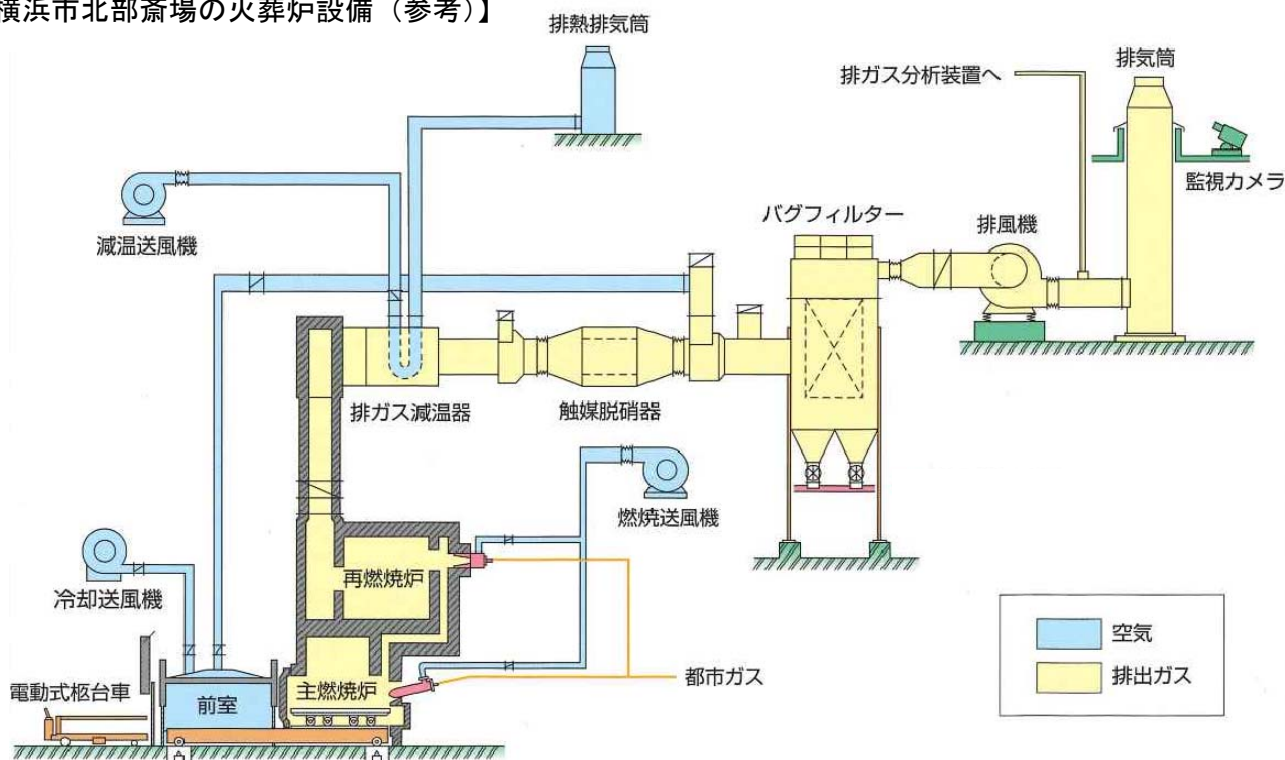 横浜市北部斎場の火葬炉設備（参考）】
排熱排気筒
排気筒
排ガス分析装置へ
監視カメラ
減温送風機
バグフィルター
排風機
排ガス減温器
触媒脱硝器
燃焼送風機
再燃焼炉
冷却送風機
空気
都市ガス
排出ガス
電動式柩台車
前室
主燃焼炉